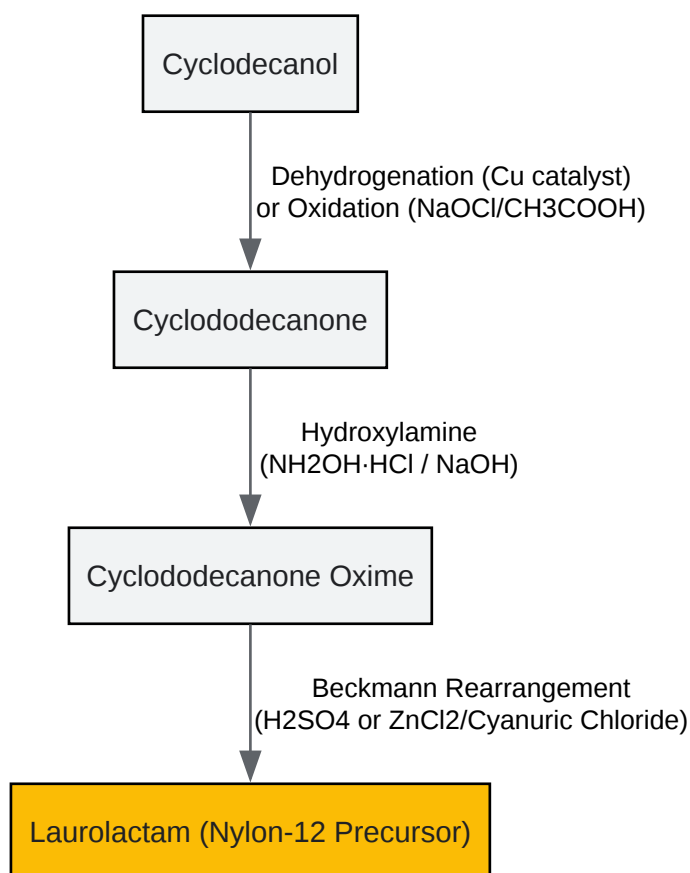 Cyclodecanol
Dehydrogenation (Cu catalyst)
or Oxidation (NaOCl/CH3COOH)
Cyclododecanone
Hydroxylamine
(NH2OH·HCl / NaOH)
Cyclododecanone Oxime
Beckmann Rearrangement
(H2SO4 or ZnCl2/Cyanuric Chloride)
Laurolactam (Nylon-12 Precursor)